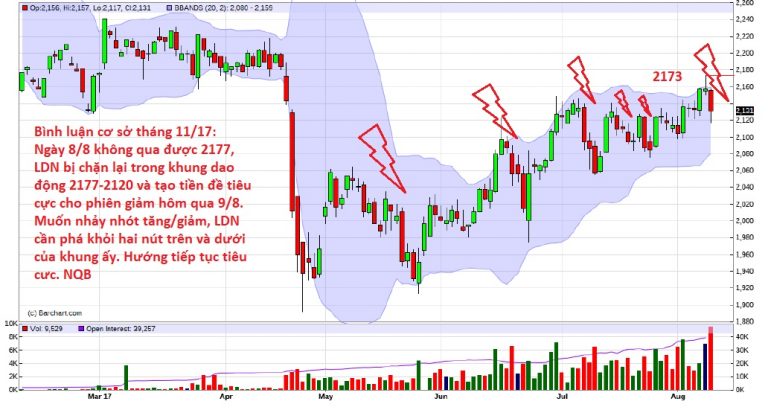 Op:2,156, Hi:2,157, Lo:2,117, Cl:2,131 BBANDS (20, 2): 2,080 - 2,159
2,260
2,240
2,220
2,200
2,180
2,160
2,131
2,120
2,100
2,080
2,060
2,040
2,020
2,000
1,980
1,960
1,940
1,920
1,900
1,880
2173
Bình luận cơ sở tháng 11/17:
Ngày 8/8 không qua được 2177,
LDN bị chặn lại trong khung dao
động 2177-2120 và tạo tiền đề tiêu
cực cho phiên giảm hôm qua 9/8.
Muốn nhảy nhót tăng/giảm, LDN
cần phá khỏi hai nút trên và dưới
của khung ấy. Hướng tiếp tục tiêu
cưc. NQB
(c) Barchart.com
Vol: 9,529 Open Interest: 39,257
10K
8K
6K
4K
2K
0K
40K
30K
20K
10K
0K
Mar 17 Apr May Jun Jul Aug